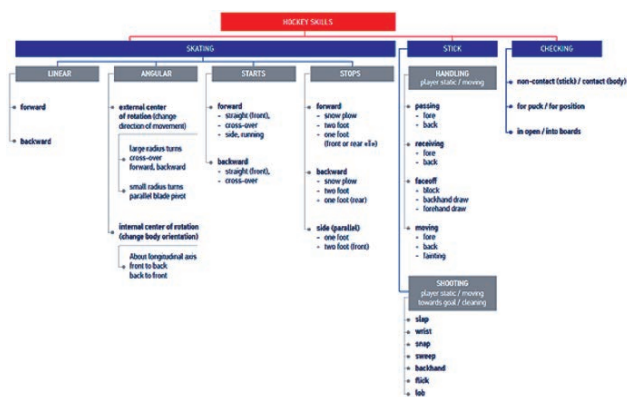 HOCKEY SKILLS
SKATING
STICK
CHECKING
LINEAR
forward
backward
ANGULAR
external center
of rotation (change
direction of movement)
large radius turns
cross-over
forward, backward
small radius turns
parallel blade pivot
internal center of rotation
(change body orientation)
About longitudinal axis
front to back
back to front
STARTS
forward
- straight (front),
- cross-over
- side, running
backward
- straight (front),
- cross-over
STOPS
forward
- snow plow
- two foot
- one foot
(front or rear «I»)
backward
- snow plow
- two foot
- one foot (rear)
side (parallel)
- one foot
- two foot (front)
HANDLING
player static / moving
passing
- fore
- back
receiving
- fore
- back
faceoff
- block
- backhand draw
- forehand draw
moving
- fore
- back
- fainting
SHOOTING
player static / moving
towards goal / cleaning
slap
wrist
snap
sweep
backhand
flick
lob
non-contact (stick) / contact (body)
for puck / for position
in open / into boards